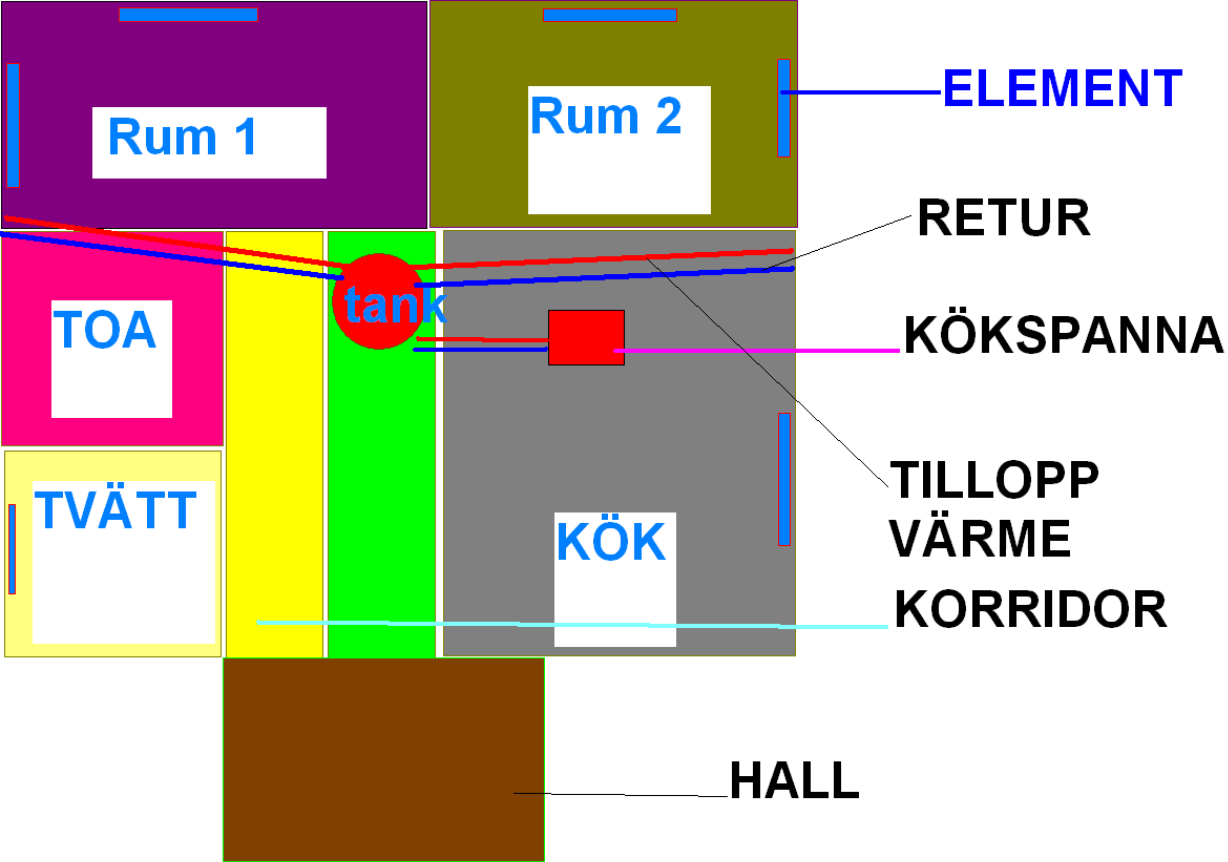 Rum 1
Rum 2
ELEMENT
RETUR
TOA
tank
KÖKSPANNA
TVÄTT
KÖK
TILLOPP
VÄRME
KORRIDOR
HALL